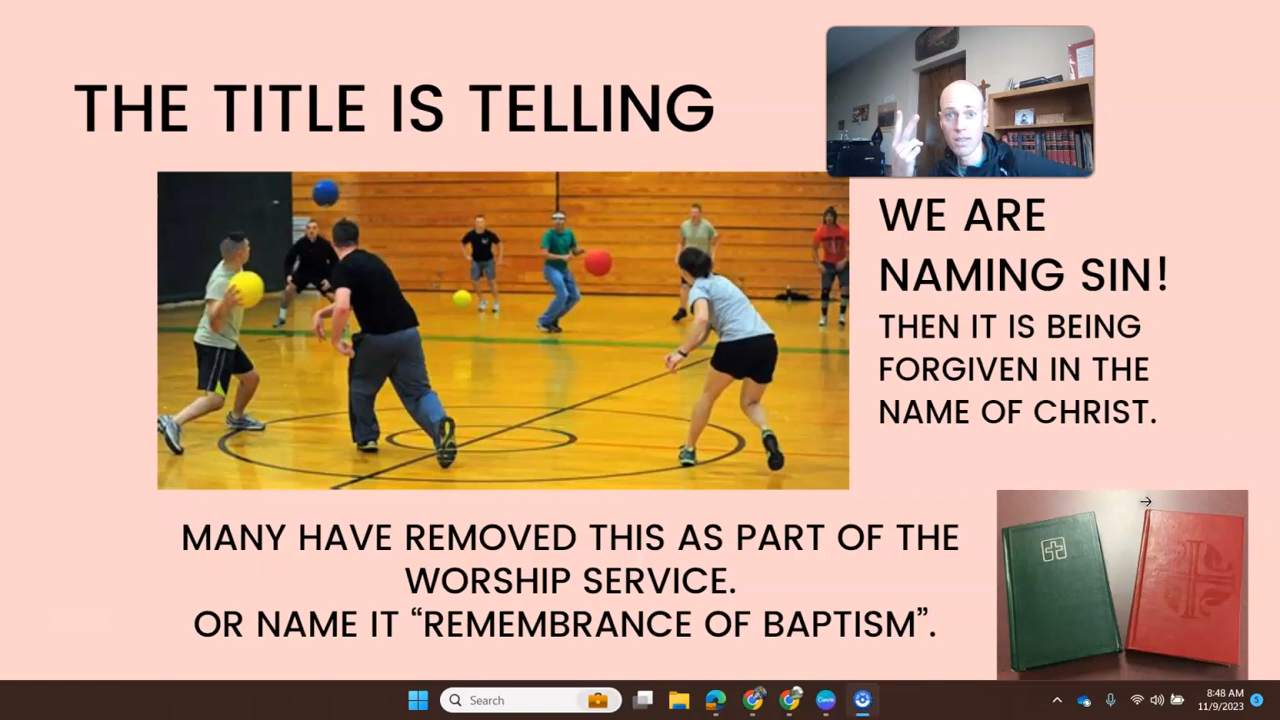 THE TITLE IS TELLING
WE ARE
NAMING SIN!
THEN IT IS BEING
FORGIVEN IN THE
NAME OF CHRIST.
MANY HAVE REMOVED THIS AS PART OF THE
WORSHIP SERVICE.
OR NAME IT “REMEMBRANCE OF BAPTISM”.
Search
8:48 AM
11/9/2023
5